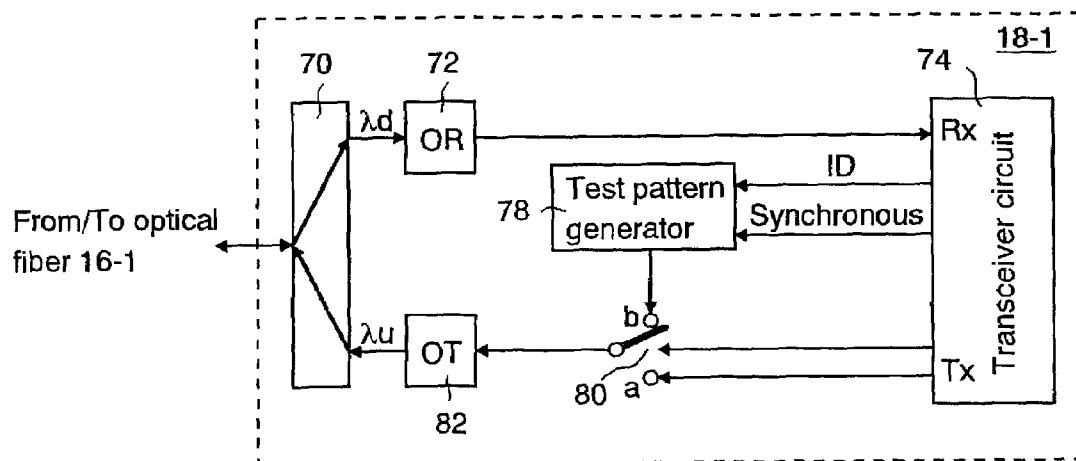 18-1
70
72
74
λd
OR
Rx
ID
Test pattern
generator
78
Synchronous
Transceiver circuit
From/To optical
fiber 16-1
b
λu
OT
80
a
Tx
82